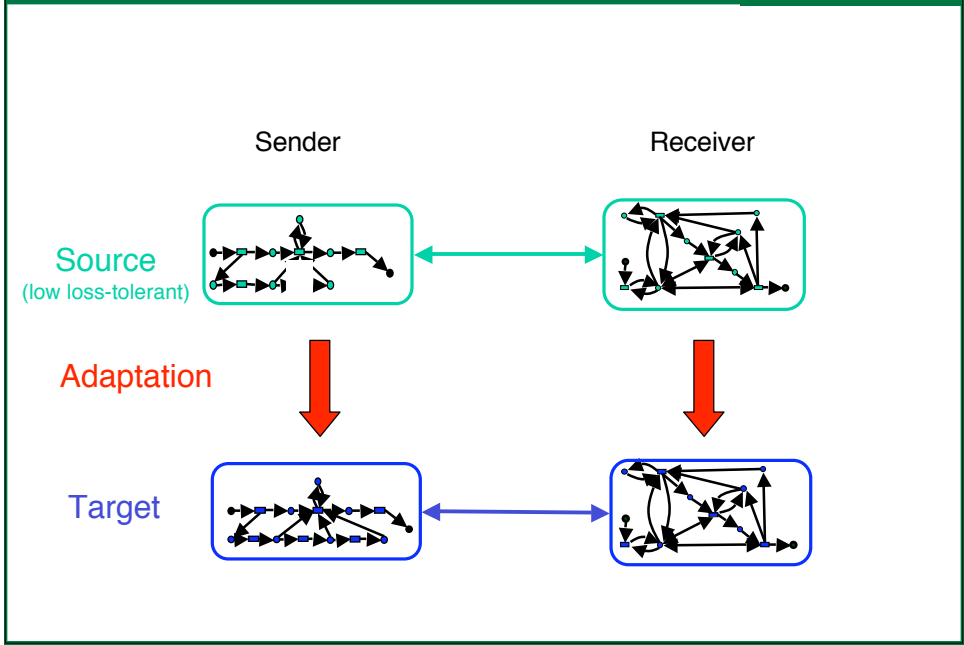 Sender
Receiver
Source
(low loss-tolerant)
Adaptation
Target